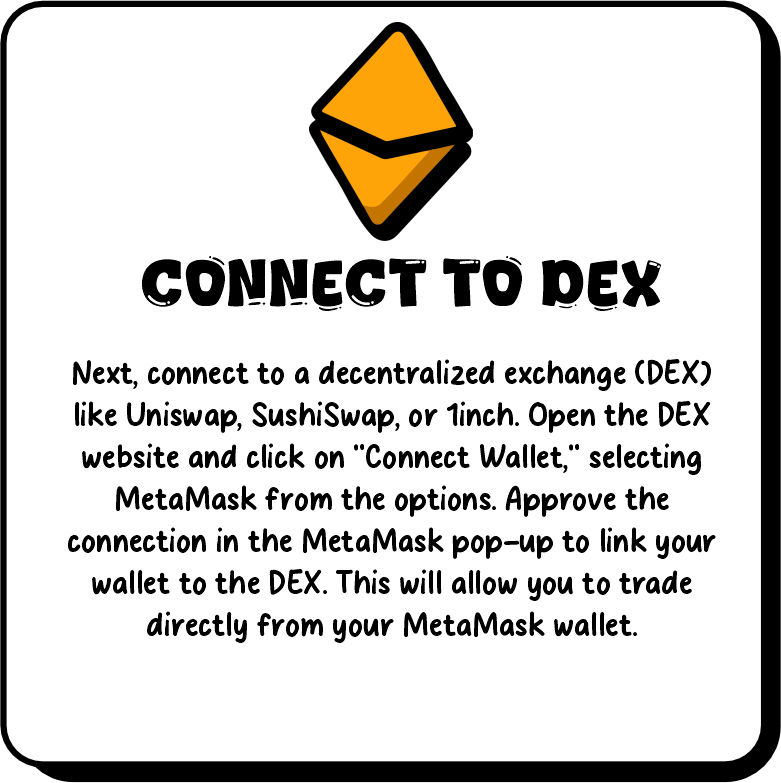 CONNECT TO DEX
Next, connect to a decentralized exchange (DEX)
like Uniswap, SushiSwap, or 1inch. Open the DEX
website and click on "Connect Wallet," selecting
MetaMask from the options. Approve the
connection in the MetaMask pop-up to link your
wallet to the DEX. This will allow you to trade
directly from your MetaMask wallet.